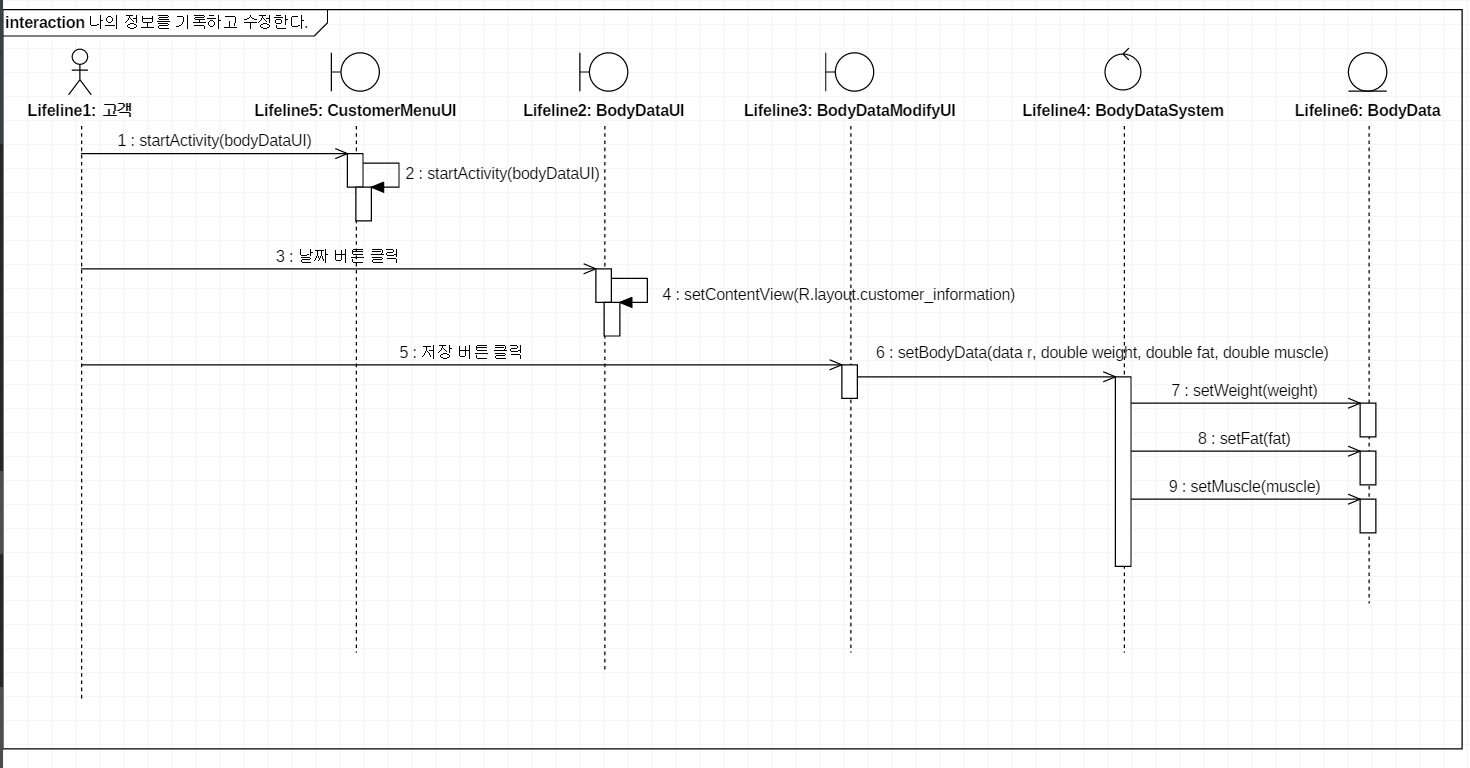 interaction 나의 정보를 기록하고 수정한다.
Lifeline1: 고객
Lifeline5: CustomerMenuUI
Lifeline2: BodyDataUI
Lifeline3: BodyDataModifyUI
Lifeline4: BodyDataSystem
Lifeline6: BodyData
1 : startActivity(bodyDataUI)
2 : startActivity(bodyDataUI)
3 : 날짜 버튼 클릭
4 : setContentView(R.layout.customer_information)
5 : 저장 버튼 클릭
6 : setBodyData(data r, double weight, double fat, double muscle)
7 : setWeight(weight)
8 : setFat(fat)
9 : setMuscle(muscle)